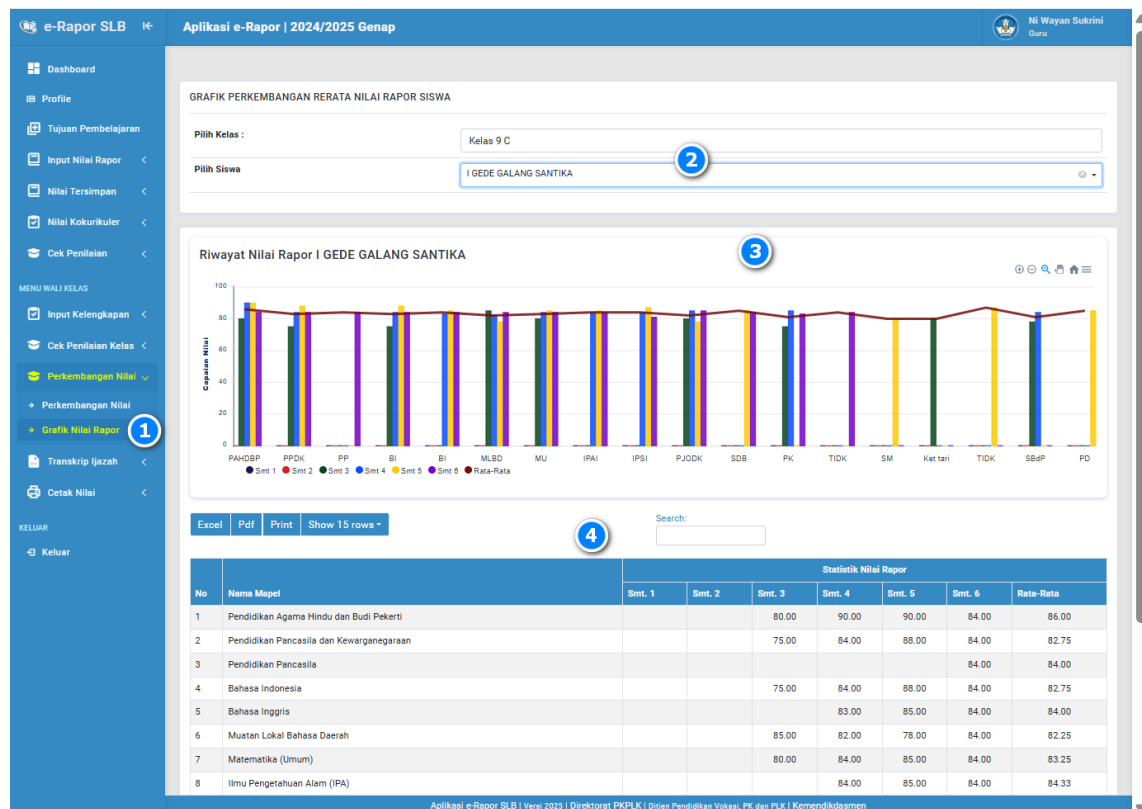 e-Rapor SLB
Aplikasi e-Rapor | 2024/2025 Genap
Ni Wayan Sukrini
Guru
Dashboard
Profile
Tujuan Pembelajaran
Input Nilai Rapor
Nilai Tersimpan
Nilai Kokurikuler
Cek Penilaian
MENU WALI KELAS
Input Kelengkapan
Cek Penilaian Kelas
Perkembangan Nilai
Perkembangan Nilai
Grafik Nilai Rapor
1
Transkrip Ijazah
Cetak Nilai
KELUAR
Keluar
GRAFIK PERKEMBANGAN RERATA NILAI RAPOR SISWA
Pilih Kelas :
Kelas 9 C
2
Pilih Siswa
I GEDE GALANG SANTIKA
Riwayat Nilai Rapor I GEDE GALANG SANTIKA
3
Capaian Nilai
100
80
60
40
20
0
PAHDBP PPDK PP BI BI MLBD MU IPAI IPSI PJODK SDB PK TIDK SM Ket tari TIDK SBdP PD
Smt 1 Smt 2 Smt 3 Smt 4 Smt 5 Smt 6 Rata-Rata
Excel Pdf Print Show 15 rows
4
Search:
No Nama Mapel Statistik Nilai Rapor
Smt. 1 Smt. 2 Smt. 3 Smt. 4 Smt. 5 Smt. 6 Rata-Rata
1 Pendidikan Agama Hindu dan Budi Pekerti 80.00 90.00 90.00 84.00 86.00
2 Pendidikan Pancasila dan Kewarganegaraan 75.00 84.00 88.00 84.00 82.75
3 Pendidikan Pancasila 84.00 84.00
4 Bahasa Indonesia 75.00 84.00 88.00 84.00 82.75
5 Bahasa Inggris 83.00 85.00 84.00 84.00
6 Muatan Lokal Bahasa Daerah 85.00 82.00 78.00 84.00 82.25
7 Matematika (Umum) 80.00 84.00 85.00 84.00 83.25
8 Ilmu Pengetahuan Alam (IPA) 84.00 85.00 84.00 84.33
Aplikasi e-Rapor SLB | Versi 2025 | Direktorat PKPLK | Ditjen Pendidikan Vokasi, PK dan PLK | Kemendikdasmen